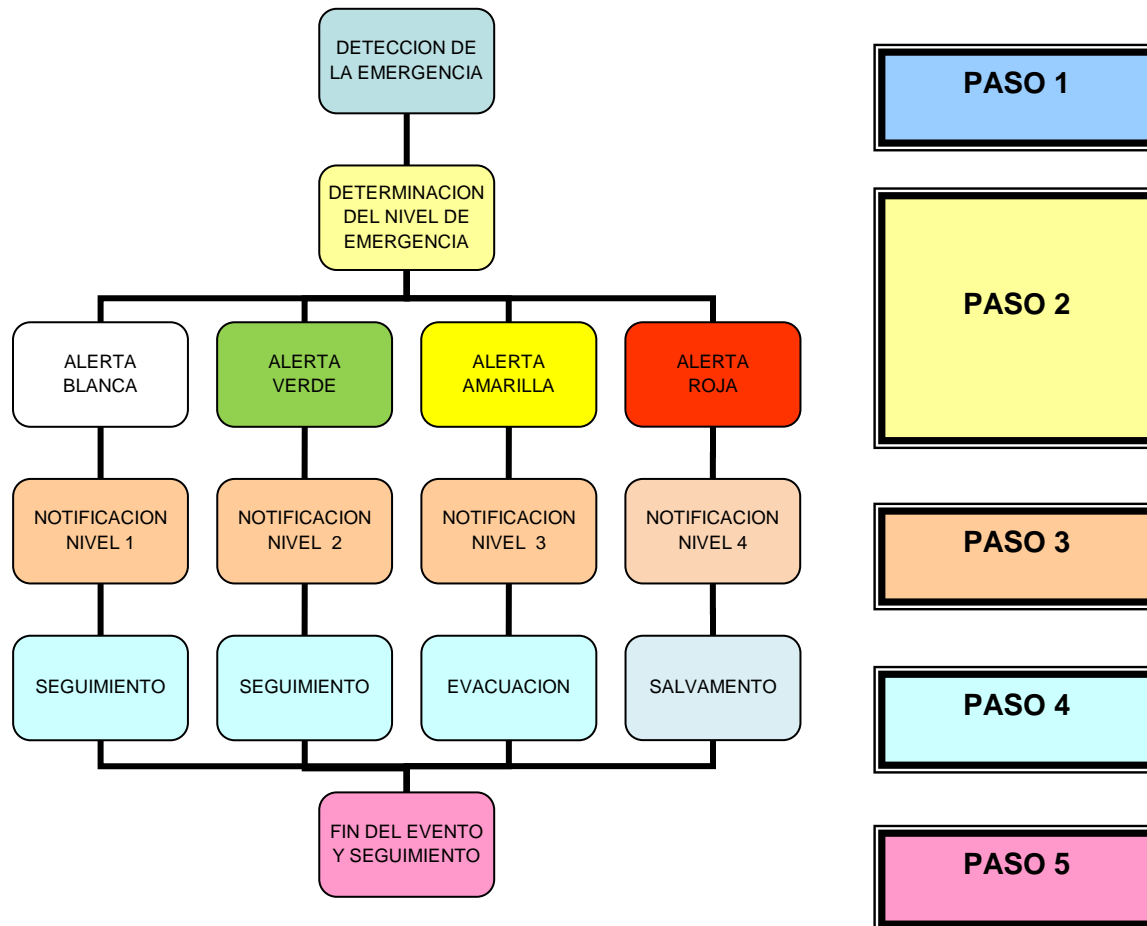 DETECCION DE
LA EMERGENCIA
PASO 1
DETERMINACION
DEL NIVEL DE
EMERGENCIA
PASO 2
ALERTA
BLANCA
ALERTA
VERDE
ALERTA
AMARILLA
ALERTA
ROJA
NOTIFICACION
NIVEL 1
NOTIFICACION
NIVEL 2
NOTIFICACION
NIVEL 3
NOTIFICACION
NIVEL 4
PASO 3
SEGUIMIENTO
SEGUIMIENTO
EVACUACION
SALVAMENTO
PASO 4
FIN DEL EVENTO
Y SEGUIMIENTO
PASO 5